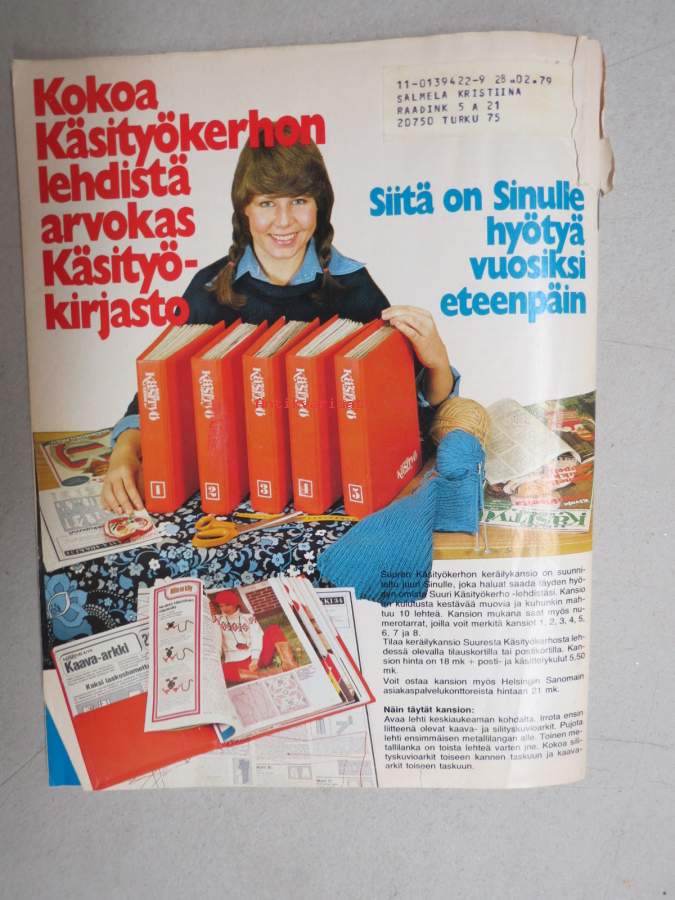 Kokoa
Käsityökerhon
lehdistä
arvokas
Käsityö-
kirjasto
11-0139422-9 28.02.79
SALMELA KRISTIINA
RAADINK 5 A 21
20750 TURKU 75
Siitä on Sinulle
hyötyä
vuosiksi
eteenpäin
Käsityö
Käsityö
Käsityö
Käsityö
Käsityö
1
2
3
4
5
KÄSITYÖ
Kaava-arkki
Suuren Käsityökerhon keräilykansio on suunni-
teltu juuri Sinulle, joka haluat saada täyden hyö-
dyn omista Suuri Käsityökerho -lehdistäsi. Kansio
on kulutusta kestävää muovia ja kuhunkin mah-
tuu 10 lehteä. Kansion mukana saat myös nu-
merotarrat, joilla voit merkitä kansiot 1, 2, 3, 4, 5,
6, 7 ja 8.
Tilaa keräilykansio Suuresta Käsityökerhosta leh-
dessä olevalla tilauskortilla tai postikortilla. Kan-
sion hinta on 18 mk + posti- ja käsittelykulut 5,50
mk.
Voit ostaa kansion myös Helsingin Sanomain
asiakaspalvelukonttoreista hintaan 21 mk.
Näin täytät kansion:
Avaa lehti keskiaukeaman kohdalta. Irrota ensin
liitteenä olevat kaava- ja silityskuvioarkit. Pujota
lehti ensimmäisen metallilangan alle. Toinen me-
tallilanka on toista lehteä varten jne. Kokoa sili-
tyskuvioarkit toiseen kannen taskuun ja kaava-
arkit toiseen taskuun.